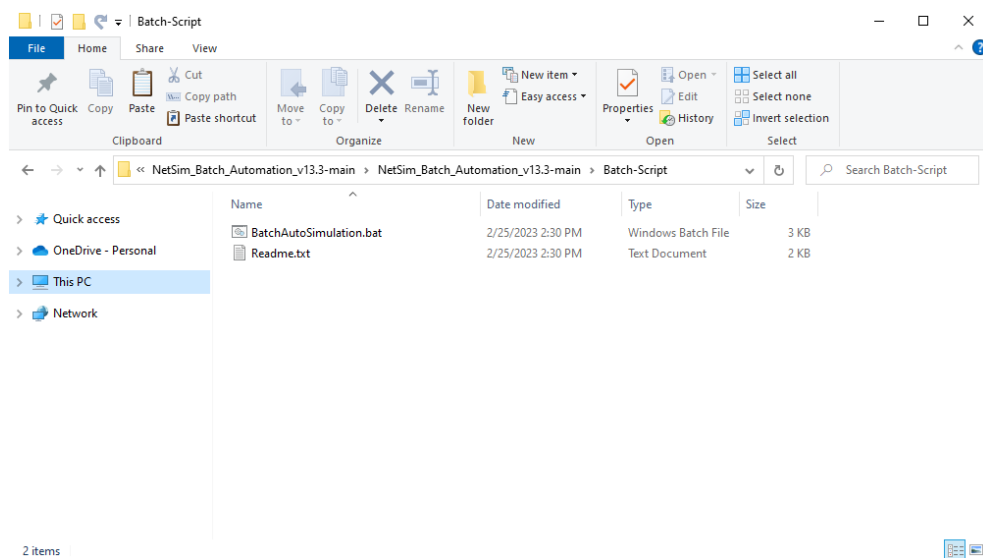 Batch-Script
File Home Share View
Pin to Quick access
Copy
Paste
Cut
Copy path
Paste shortcut
Clipboard
Move to
Copy to
Delete
Rename
Organize
New folder
New item
Easy access
New
Properties
Open
Edit
History
Open
Select all
Select none
Invert selection
Select
« NetSim_Batch_Automation_v13.3-main > NetSim_Batch_Automation_v13.3-main > Batch-Script
Search Batch-Script
Name Date modified Type Size
Quick access
OneDrive - Personal
This PC
Network
BatchAutoSimulation.bat 2/25/2023 2:30 PM Windows Batch File 3 KB
Readme.txt 2/25/2023 2:30 PM Text Document 2 KB
2 items